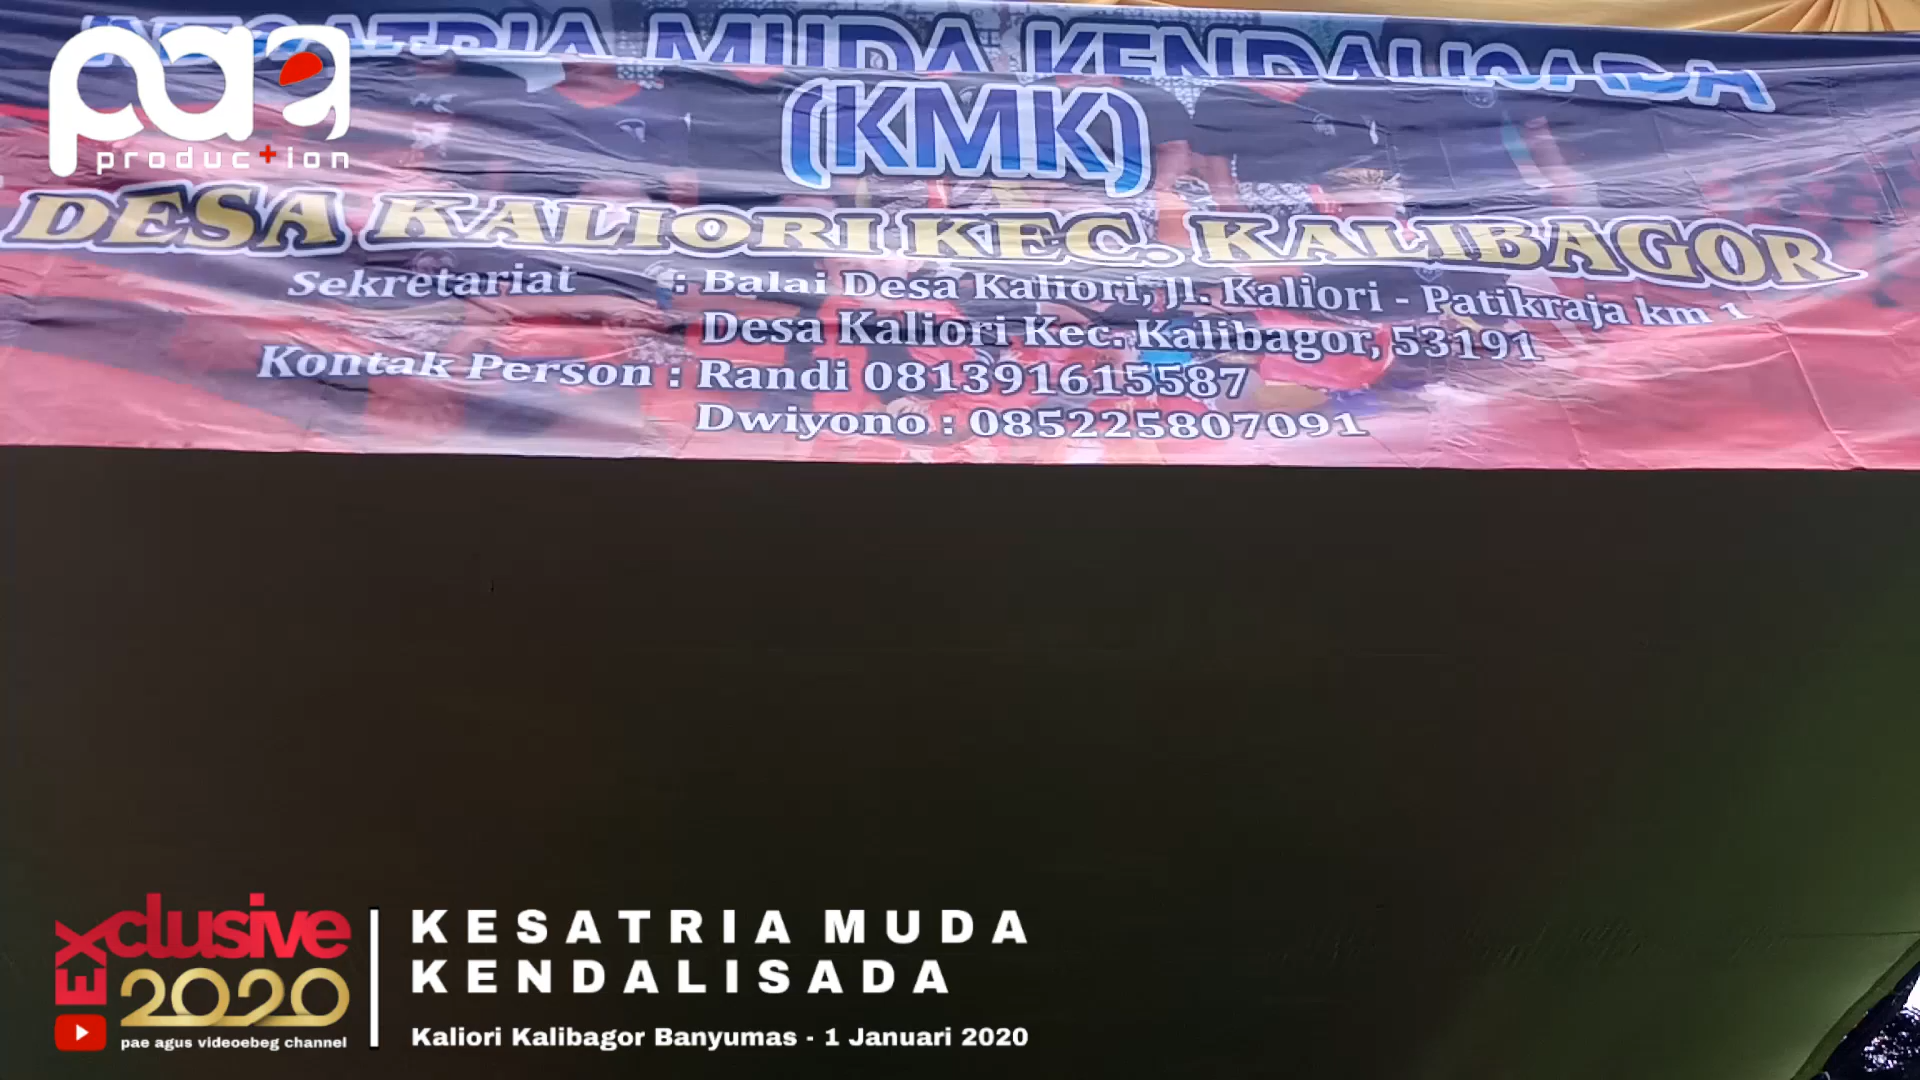 KESATRIA MUDA KENDALISADA
pae
production
(KMK)
DESA KALIORI KEC. KALIBAGOR
Sekretariat : Balai Desa Kaliori, Jl. Kaliori - Patikraja km 1
Desa Kaliori Kec. Kalibagor, 53191
Kontak Person : Randi 081391615587
Dwiyono : 085225807091
EXclusive
2020
pae agus videoebeg channel
KESATRIA MUDA
KENDALISADA
Kaliori Kalibagor Banyumas - 1 Januari 2020